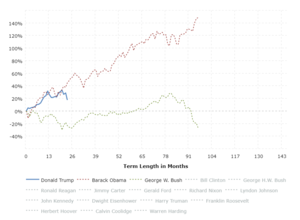 140%
120%
100%
80%
60%
40%
20%
0%
-20%
-40%
0 13 26 39 52 65 78 91 104 117 130 143
Term Length in Months
Donald Trump Barack Obama George W. Bush Bill Clinton George H.W. Bush
Ronald Reagan Jimmy Carter Gerald Ford Richard Nixon Lyndon Johnson
John Kennedy Dwight Eisenhower Harry Truman Franklin Roosevelt
Herbert Hoover Calvin Coolidge Warren Harding